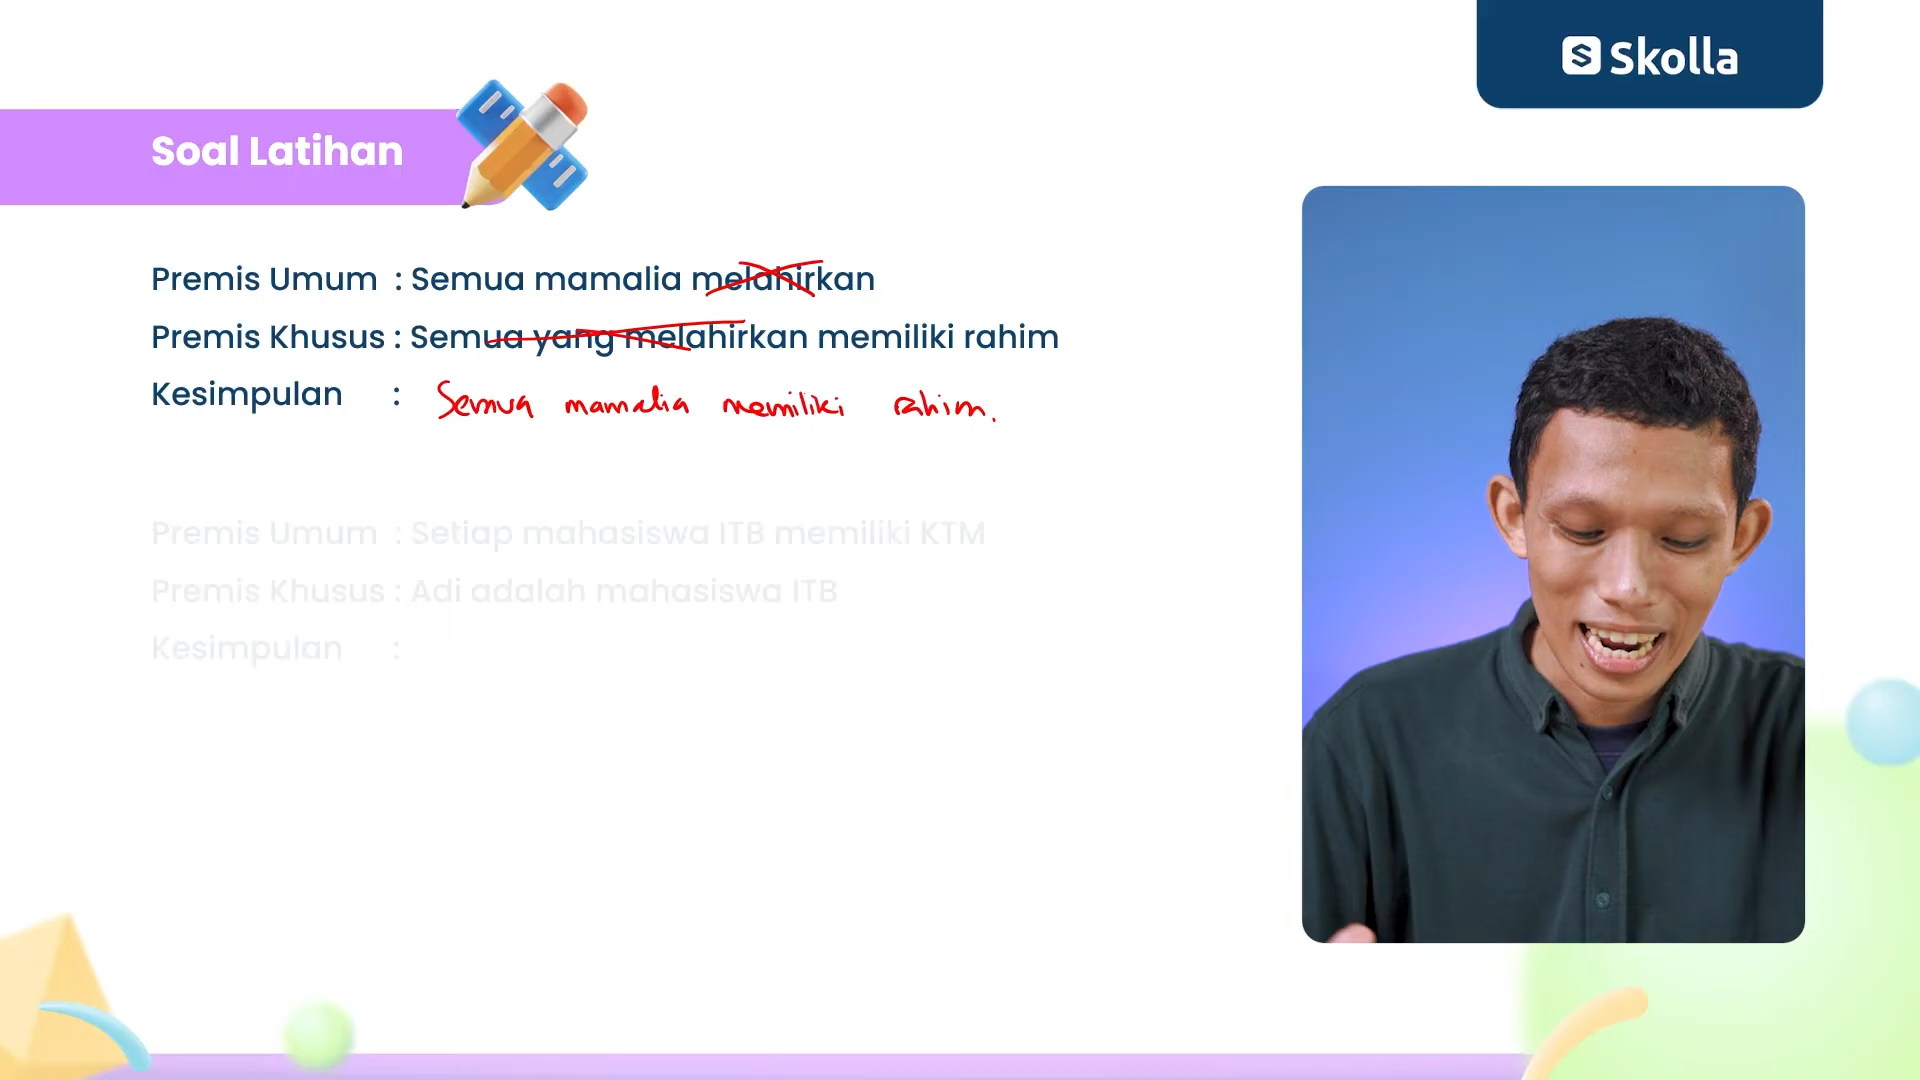 Skolla
Soal Latihan
Premis Umum : Semua mamalia melahirkan
Premis Khusus : Semua yang melahirkan memiliki rahim
Kesimpulan : Semua mamalia memiliki rahim.
Premis Umum : Setiap mahasiswa ITB memiliki KTM
Premis Khusus : Adi adalah mahasiswa ITB
Kesimpulan :